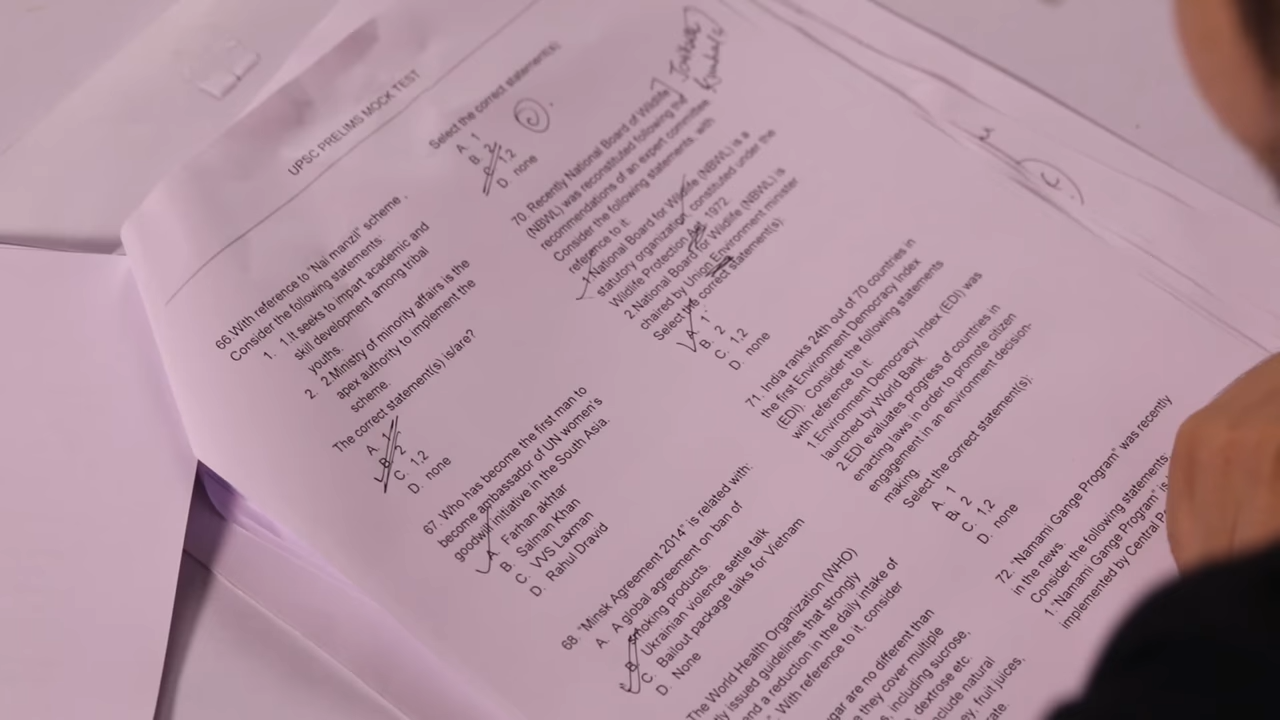 UPSC PRELIMS MOCK TEST
66.With reference to "Nai manzil" scheme,
Consider the following statements:
1. 1.It seeks to impart academic and
skill development among tribal
youths.
2. 2.Ministry of minority affairs is the
apex authority to implement the
scheme.
The correct statement(s) is/are?
A. 1
B. 2
C. 1,2
D. none
67. Who has become the first man to
become ambassador of UN women's
goodwill initiative in the South Asia.
A. Farhan akhtar
B. Salman Khan
C. VVS Laxman
D. Rahul Dravid
68. "Minsk Agreement 2014" is related with:
A. A global agreement on ban of
smoking products.
B. Ukrainian violence settle talk
C. Bailout package talks for Vietnam
D. None
The World Health Organization (WHO)
issued guidelines that strongly
a reduction in the daily intake of
With reference to it, consider
are no different than
they cover multiple
including sucrose,
dextrose etc.
natural
fruit juices,
Select the correct statement(s):
A. 1
B. 2
C. 1,2
D. none
70. Recently National Board of Wildlife
(NBWL) was reconstituted following the
recommendations of an expert committee
Consider the following statements, with
reference to it:
1.National Board for Wildlife (NBWL) is a
statutory organization, constituted under the
Wildlife Protection Act, 1972
2.National Board for Wildlife (NBWL) is
chaired by Union Environment minister
Select the correct statement(s):
A. 1
B. 2
C. 1,2
D. none
71. India ranks 24th out of 70 countries in
the first Environment Democracy Index
(EDI). Consider the following statements
with reference to it:
1.Environment Democracy Index (EDI) was
launched by World Bank.
2.EDI evaluates progress of countries in
enacting laws in order to promote citizen
engagement in an environment decision-
making
Select the correct statement(s):
A. 1
B. 2
C. 1,2
D. none
72. "Namami Gange Program" was recently
in the news.
Consider the following statements:
1."Namami Gange Program" is
implemented by Central